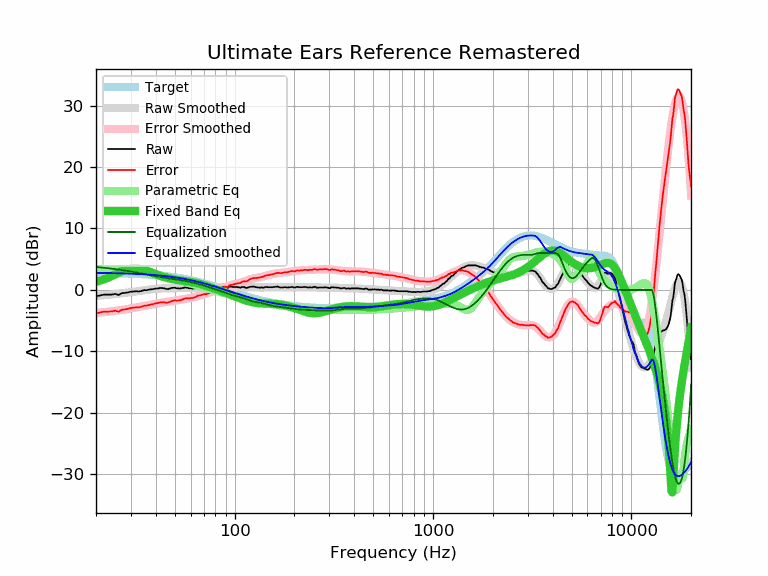 Ultimate Ears Reference Remastered
Amplitude (dBr)
30
20
10
0
−10
−20
−30
Target
Raw Smoothed
Error Smoothed
Raw
Error
Parametric Eq
Fixed Band Eq
Equalization
Equalized smoothed
100
1000
10000
Frequency (Hz)